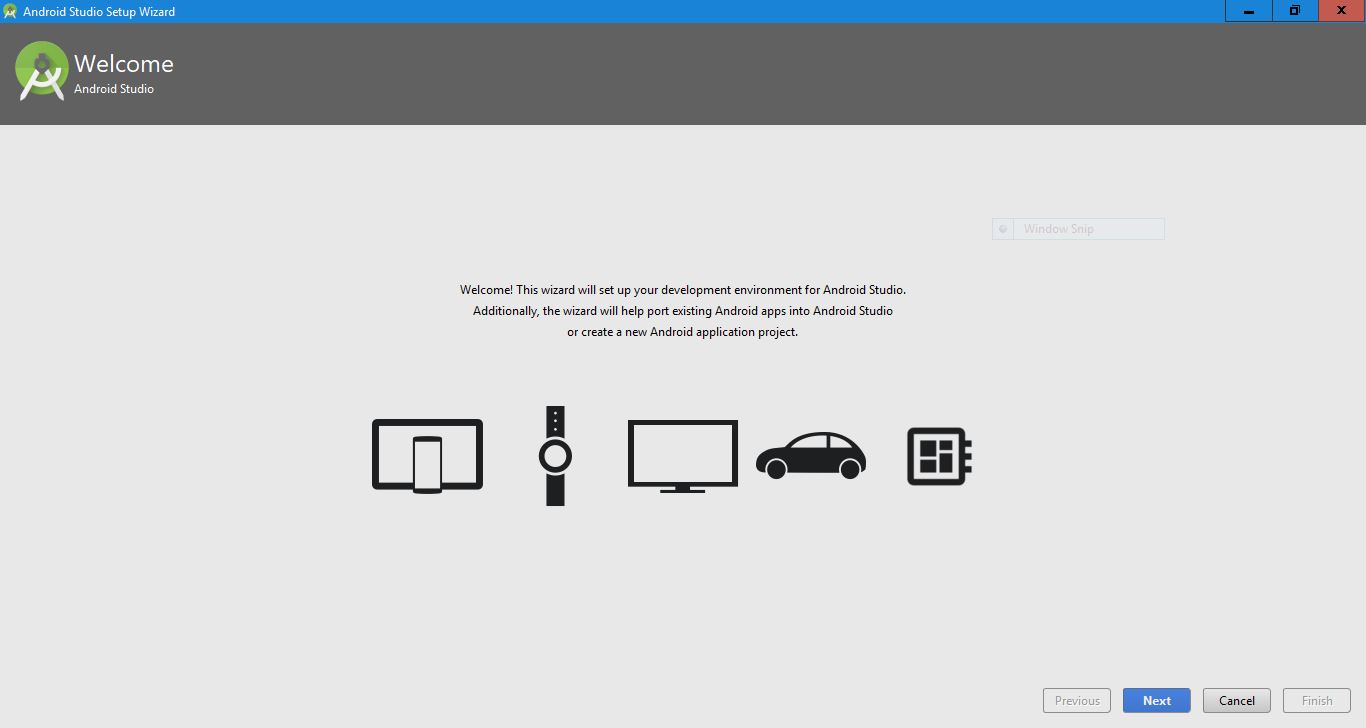 Android Studio Setup Wizard
Welcome
Android Studio
Window Snip
Welcome! This wizard will set up your development environment for Android Studio.
Additionally, the wizard will help port existing Android apps into Android Studio
or create a new Android application project.
Previous Next Cancel Finish